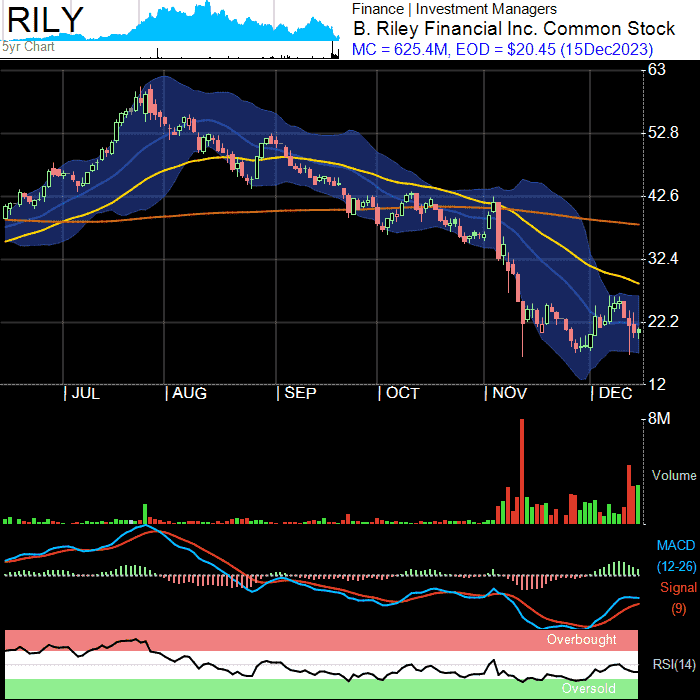 RILY
5yr Chart
Finance | Investment Managers
B. Riley Financial Inc. Common Stock
MC = 625.4M, EOD = $20.45 (15Dec2023)
63
52.8
42.6
32.4
22.2
12
JUL AUG SEP OCT NOV DEC
8M
Volume
MACD
(12-26)
Signal
(9)
Overbought
RSI(14)
Oversold